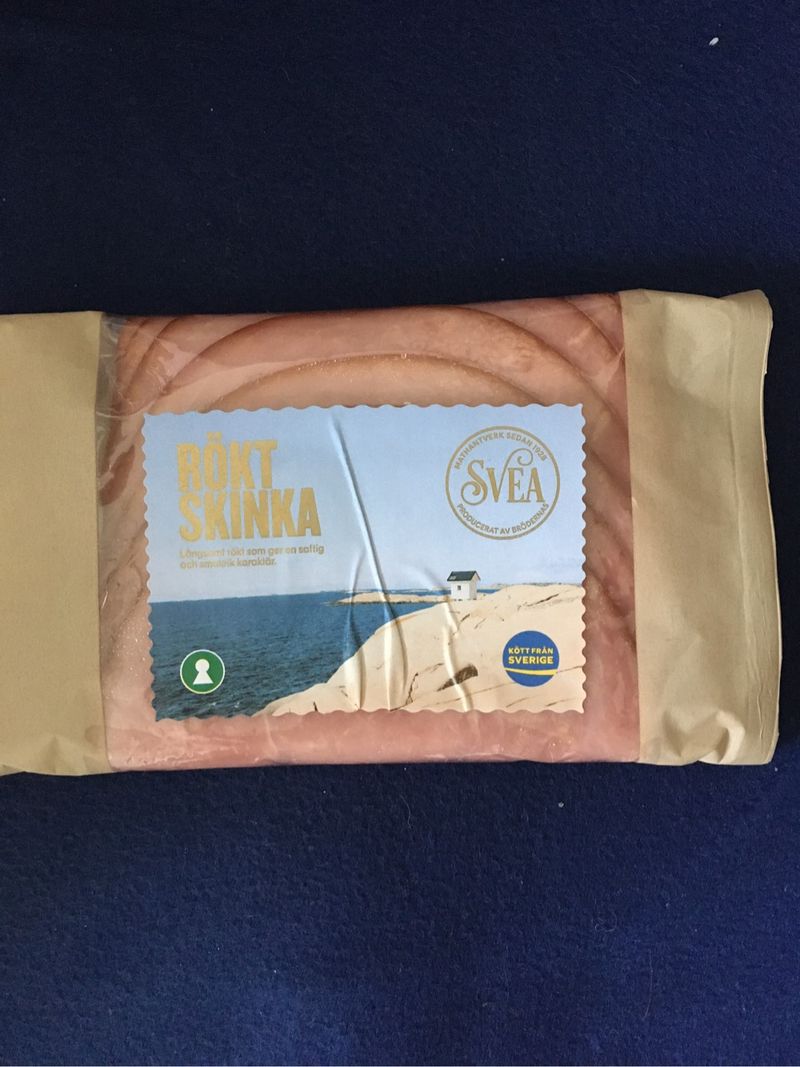 RÖKT
SKINKA
Långsamt rökt som ger en saftig
och smakrik karaktär.
MATHANTVERK SEDAN 1928
SVEA
PRODUCERAT AV BRÖDERNAS
KÖTT FRÅN
SVERIGE